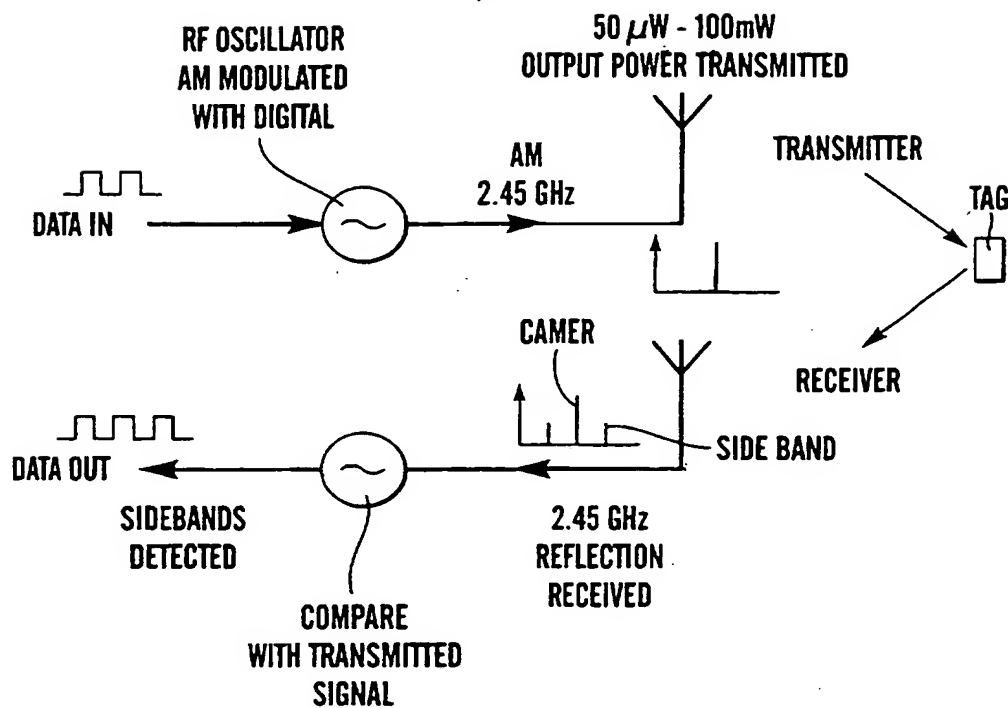 RF OSCILLATOR
AM MODULATED
WITH DIGITAL
50 μW - 100mW
OUTPUT POWER TRANSMITTED
DATA IN
AM
2.45 GHz
TRANSMITTER
TAG
RECEIVER
CAMER
SIDE BAND
DATA OUT
SIDEBANDS
DETECTED
2.45 GHz
REFLECTION
RECEIVED
COMPARE
WITH TRANSMITTED
SIGNAL